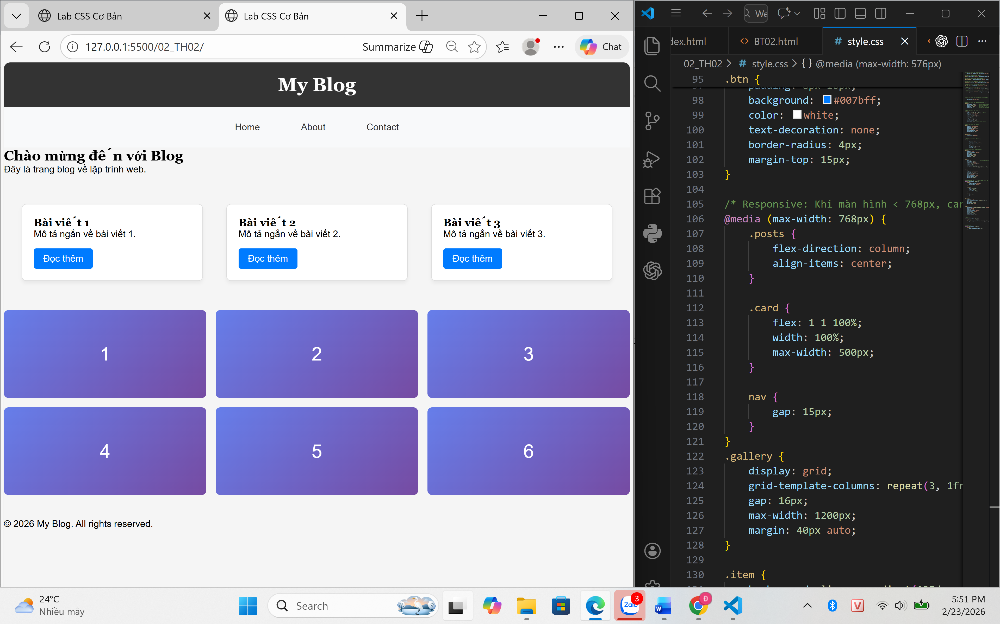 Lab CSS Cơ Bản
Lab CSS Cơ Bản
127.0.0.1:5500/02_TH02/
Summarize
Chat
My Blog
Home
About
Contact
Chào mừng đến với Blog
Đây là trang blog về lập trình web.
Bài viết 1
Mô tả ngắn về bài viết 1.
Đọc thêm
Bài viết 2
Mô tả ngắn về bài viết 2.
Đọc thêm
Bài viết 3
Mô tả ngắn về bài viết 3.
Đọc thêm
1
2
3
4
5
6
© 2026 My Blog. All rights reserved.
We
dex.html
BT02.html
# style.css
02_TH02 > # style.css > { } @media (max-width: 576px)
95 .btn {
98 background: #007bff;
99 color: white;
100 text-decoration: none;
101 border-radius: 4px;
102 margin-top: 15px;
103 }
104
105 /* Responsive: Khi màn hình < 768px, car
106 @media (max-width: 768px) {
107 .posts {
108 flex-direction: column;
109 align-items: center;
110 }
111
112 .card {
113 flex: 1 1 100%;
114 width: 100%;
115 max-width: 500px;
116 }
117
118 nav {
119 gap: 15px;
120 }
121 }
122 .gallery {
123 display: grid;
124 grid-template-columns: repeat(3, 1fr
125 gap: 16px;
126 max-width: 1200px;
127 margin: 40px auto;
128 }
129
130 .item {
24°C
Nhiều mây
Search
Zalo
3
W
Đ
V
5:51 PM
2/23/2026